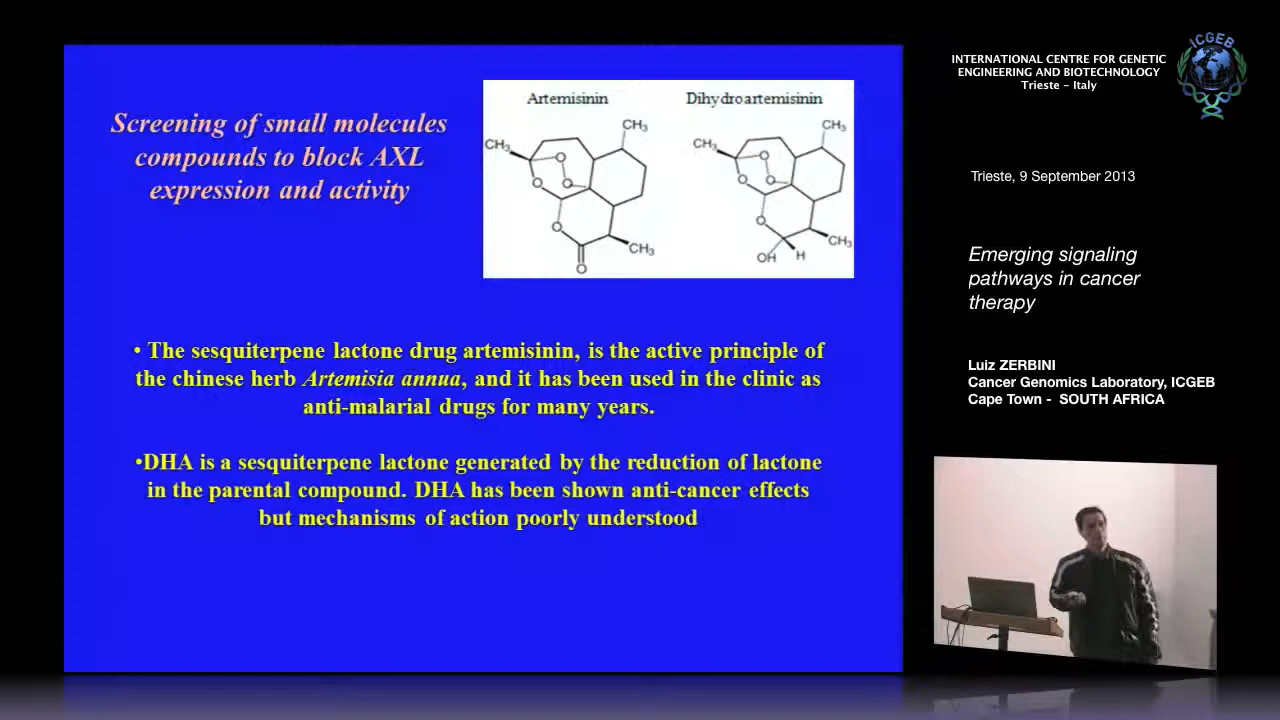 Screening of small molecules
compounds to block AXL
expression and activity
Artemisinin
Dihydroartemisinin
CH3
CH3
O
O
O
O
CH3
O
CH3
CH3
O
O
O
O
CH3
OH
H
• The sesquiterpene lactone drug artemisinin, is the active principle of
the chinese herb Artemisia annua, and it has been used in the clinic as
anti-malarial drugs for many years.
•DHA is a sesquiterpene lactone generated by the reduction of lactone
in the parental compound. DHA has been shown anti-cancer effects
but mechanisms of action poorly understood
INTERNATIONAL CENTRE FOR GENETIC
ENGINEERING AND BIOTECHNOLOGY
Trieste - Italy
ICGEB
Trieste, 9 September 2013
Emerging signaling
pathways in cancer
therapy
Luiz ZERBINI
Cancer Genomics Laboratory, ICGEB
Cape Town - SOUTH AFRICA